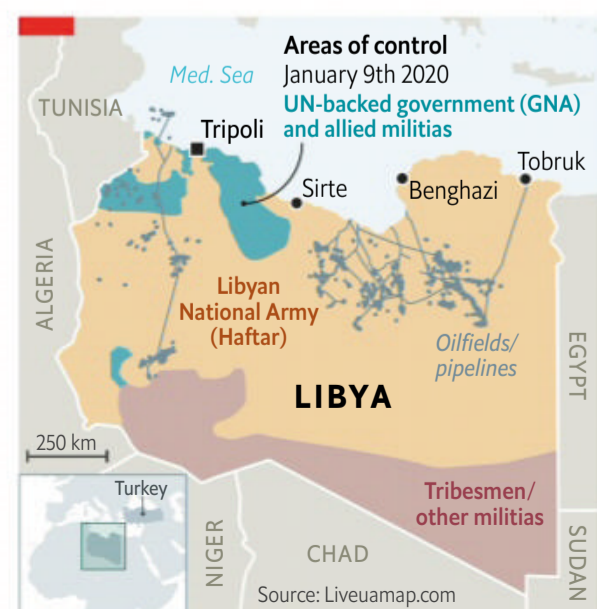 Areas of control
January 9th 2020
UN-backed government (GNA)
and allied militias
Med. Sea
TUNISIA
Tripoli
Sirte
Benghazi
Tobruk
ALGERIA
Libyan
National Army
(Haftar)
Oilfields/
pipelines
EGYPT
LIBYA
250 km
Turkey
Tribesmen/
other militias
NIGER
CHAD
SUDAN
Source: Liveuamap.com